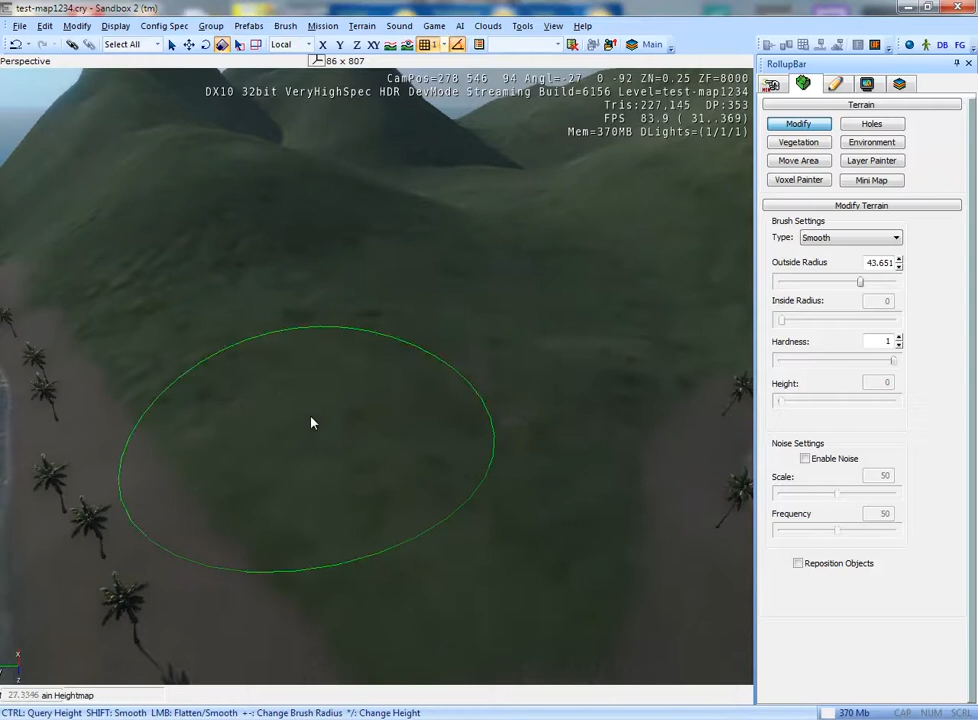 test-map1234.cry - Sandbox 2 (tm)
File Edit Modify Display Config Spec Group Prefabs Brush Mission Terrain Sound Game AI Clouds Tools View Help
Select All Local X Y Z XY 1 Main DB FG
Perspective 86 x 807
RollupBar
CamPos=278 546 94 Angl=-27 0 -92 ZN=0.25 ZF=8000
DX10 32bit VeryHighSpec HDR DevMode Streaming Build=6156 Level=test-map1234
Tris:227,145 DP:353
FPS 83.9 ( 31..369)
Mem=370MB DLights=(1/1/1)
Terrain
Modify Holes
Vegetation Environment
Move Area Layer Painter
Voxel Painter Mini Map
Modify Terrain
Brush Settings
Type: Smooth
Outside Radius 43.651
Inside Radius: 0
Hardness: 1
Height: 0
Noise Settings
Enable Noise
Scale: 50
Frequency 50
Reposition Objects
x
z
27.3346 ain Heightmap
CTRL: Query Height SHIFT: Smooth LMB: Flatten/Smooth +-: Change Brush Radius */: Change Height 370 Mb CAP NUM SCRL